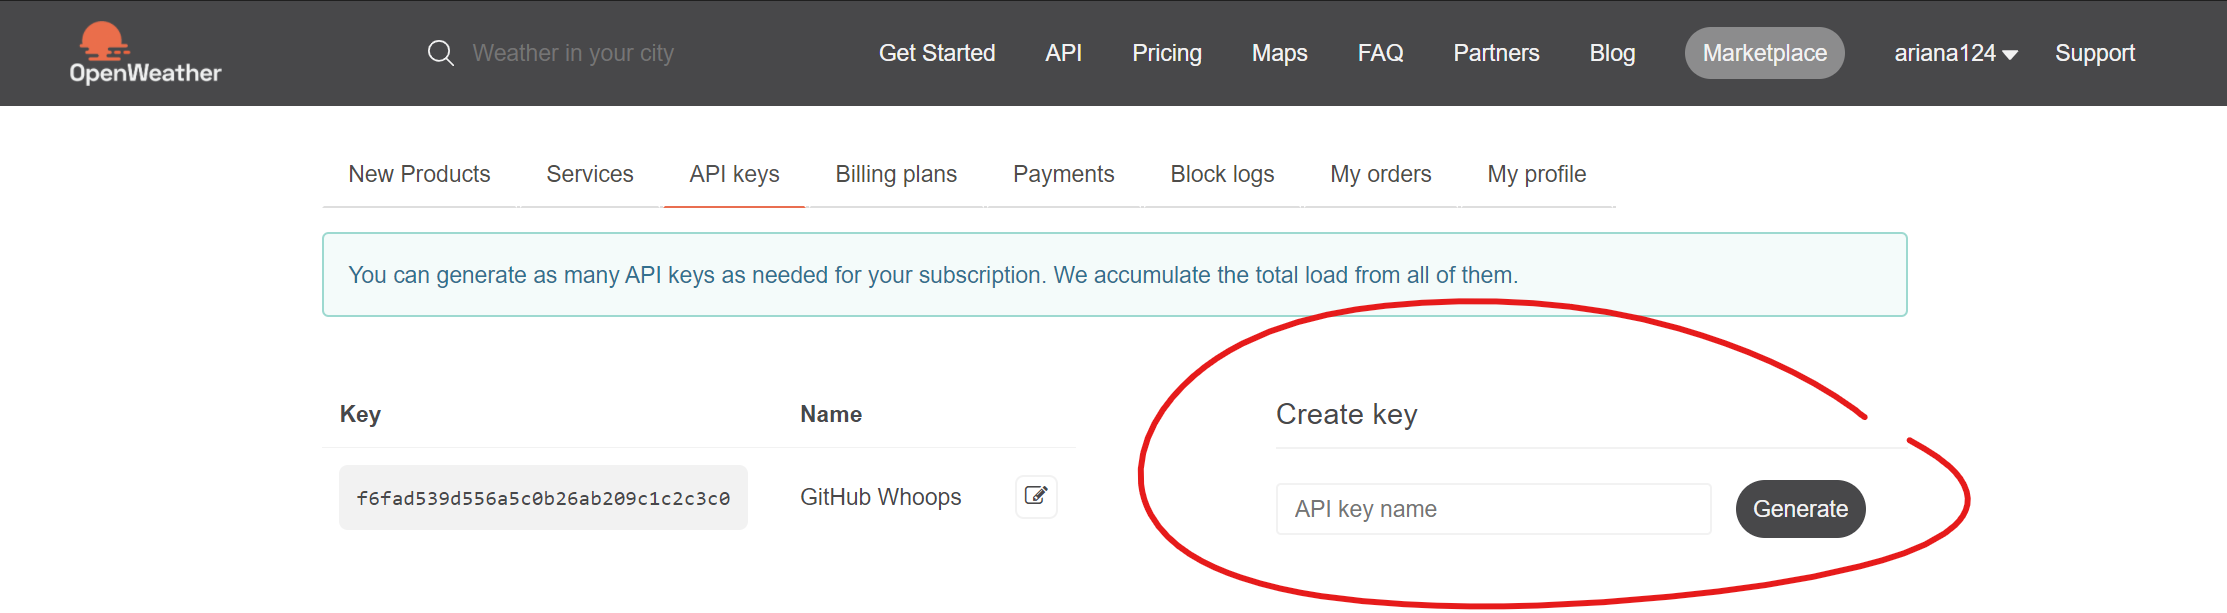 OpenWeather
Weather in your city
Get Started API Pricing Maps FAQ Partners Blog Marketplace ariana124 Support
New Products Services API keys Billing plans Payments Block logs My orders My profile
You can generate as many API keys as needed for your subscription. We accumulate the total load from all of them.
Key Name
f6fad539d556a5c0b26ab209c1c2c3c0 GitHub Whoops
Create key
API key name Generate